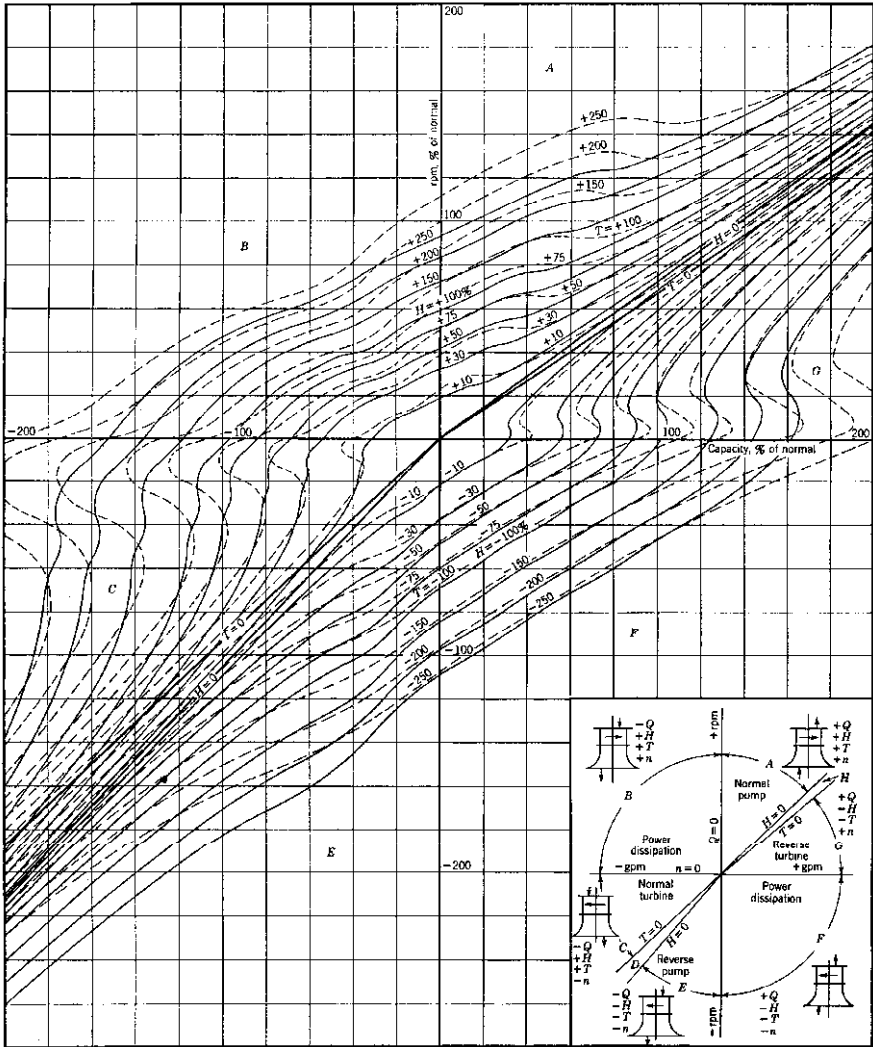 200
A
rpm, % of normal
+250
+200
+150
T=+100
100
H=0
T=0
B
+250
+200
+150
H=+100%
+75
+50
+30
+10
+75
+50
+30
+10
G
-200
-100
100
200
Capacity, % of normal
-10
-30
-50
-75
H=-100%
-150
-200
-250
-10
-30
-50
-75
T=-100
-150
-200
-250
-100
C
T=0
H=0
F
E
-200
-Q
+H
+T
+n
+rpm
A
Normal pump
+Q
+H
+T
+n
H
B
Q=0
H=0
T=0
+Q
-H
-T
+n
G
Power dissipation
Reverse turbine
-gpm
n=0
+gpm
Normal turbine
Power dissipation
T=0
H=0
C
D
Reverse pump
E
F
-Q
+H
+T
-n
-Q
-H
-T
-n
-rpm
+Q
-H
-T
-n